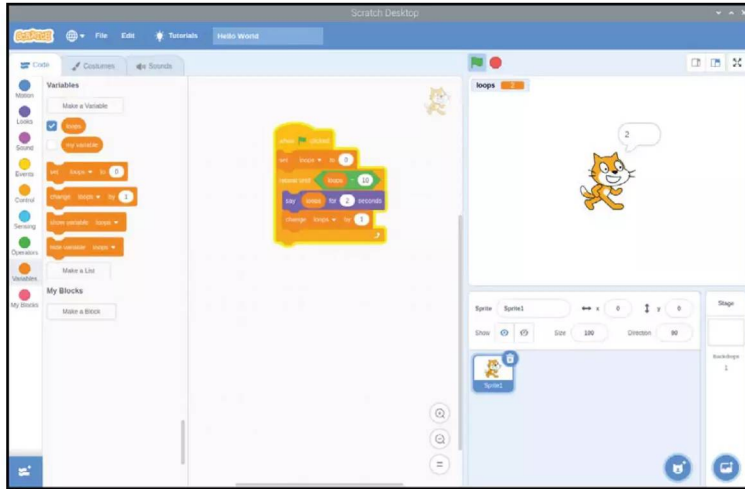 Scratch Desktop
SCRATCH File Edit Tutorials Hello World
Code Costumes Sounds
Motion
Looks
Sound
Events
Control
Sensing
Operators
Variables
My Blocks
Variables
Make a Variable
loops
my variable
set loops to 0
change loops by 1
show variable loops
hide variable loops
Make a List
My Blocks
Make a Block
when clicked
set loops to 0
repeat until loops = 10
say loops for 2 seconds
change loops by 1
loops 2
2
Sprite Sprite1 x 0 y 0
Show Size 100 Direction 90
Sprite1
Stage
Backdrops
1